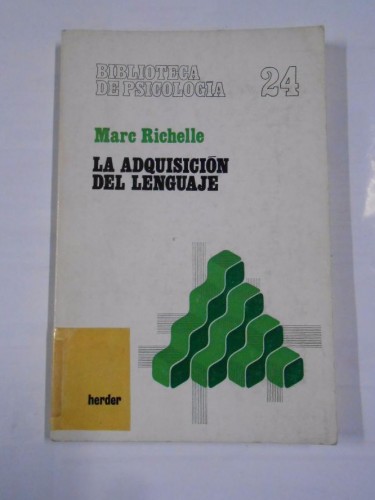 BIBLIOTECA
DE PSICOLOGIA 24
Marc Richelle
LA ADQUISICIÓN
DEL LENGUAJE
herder